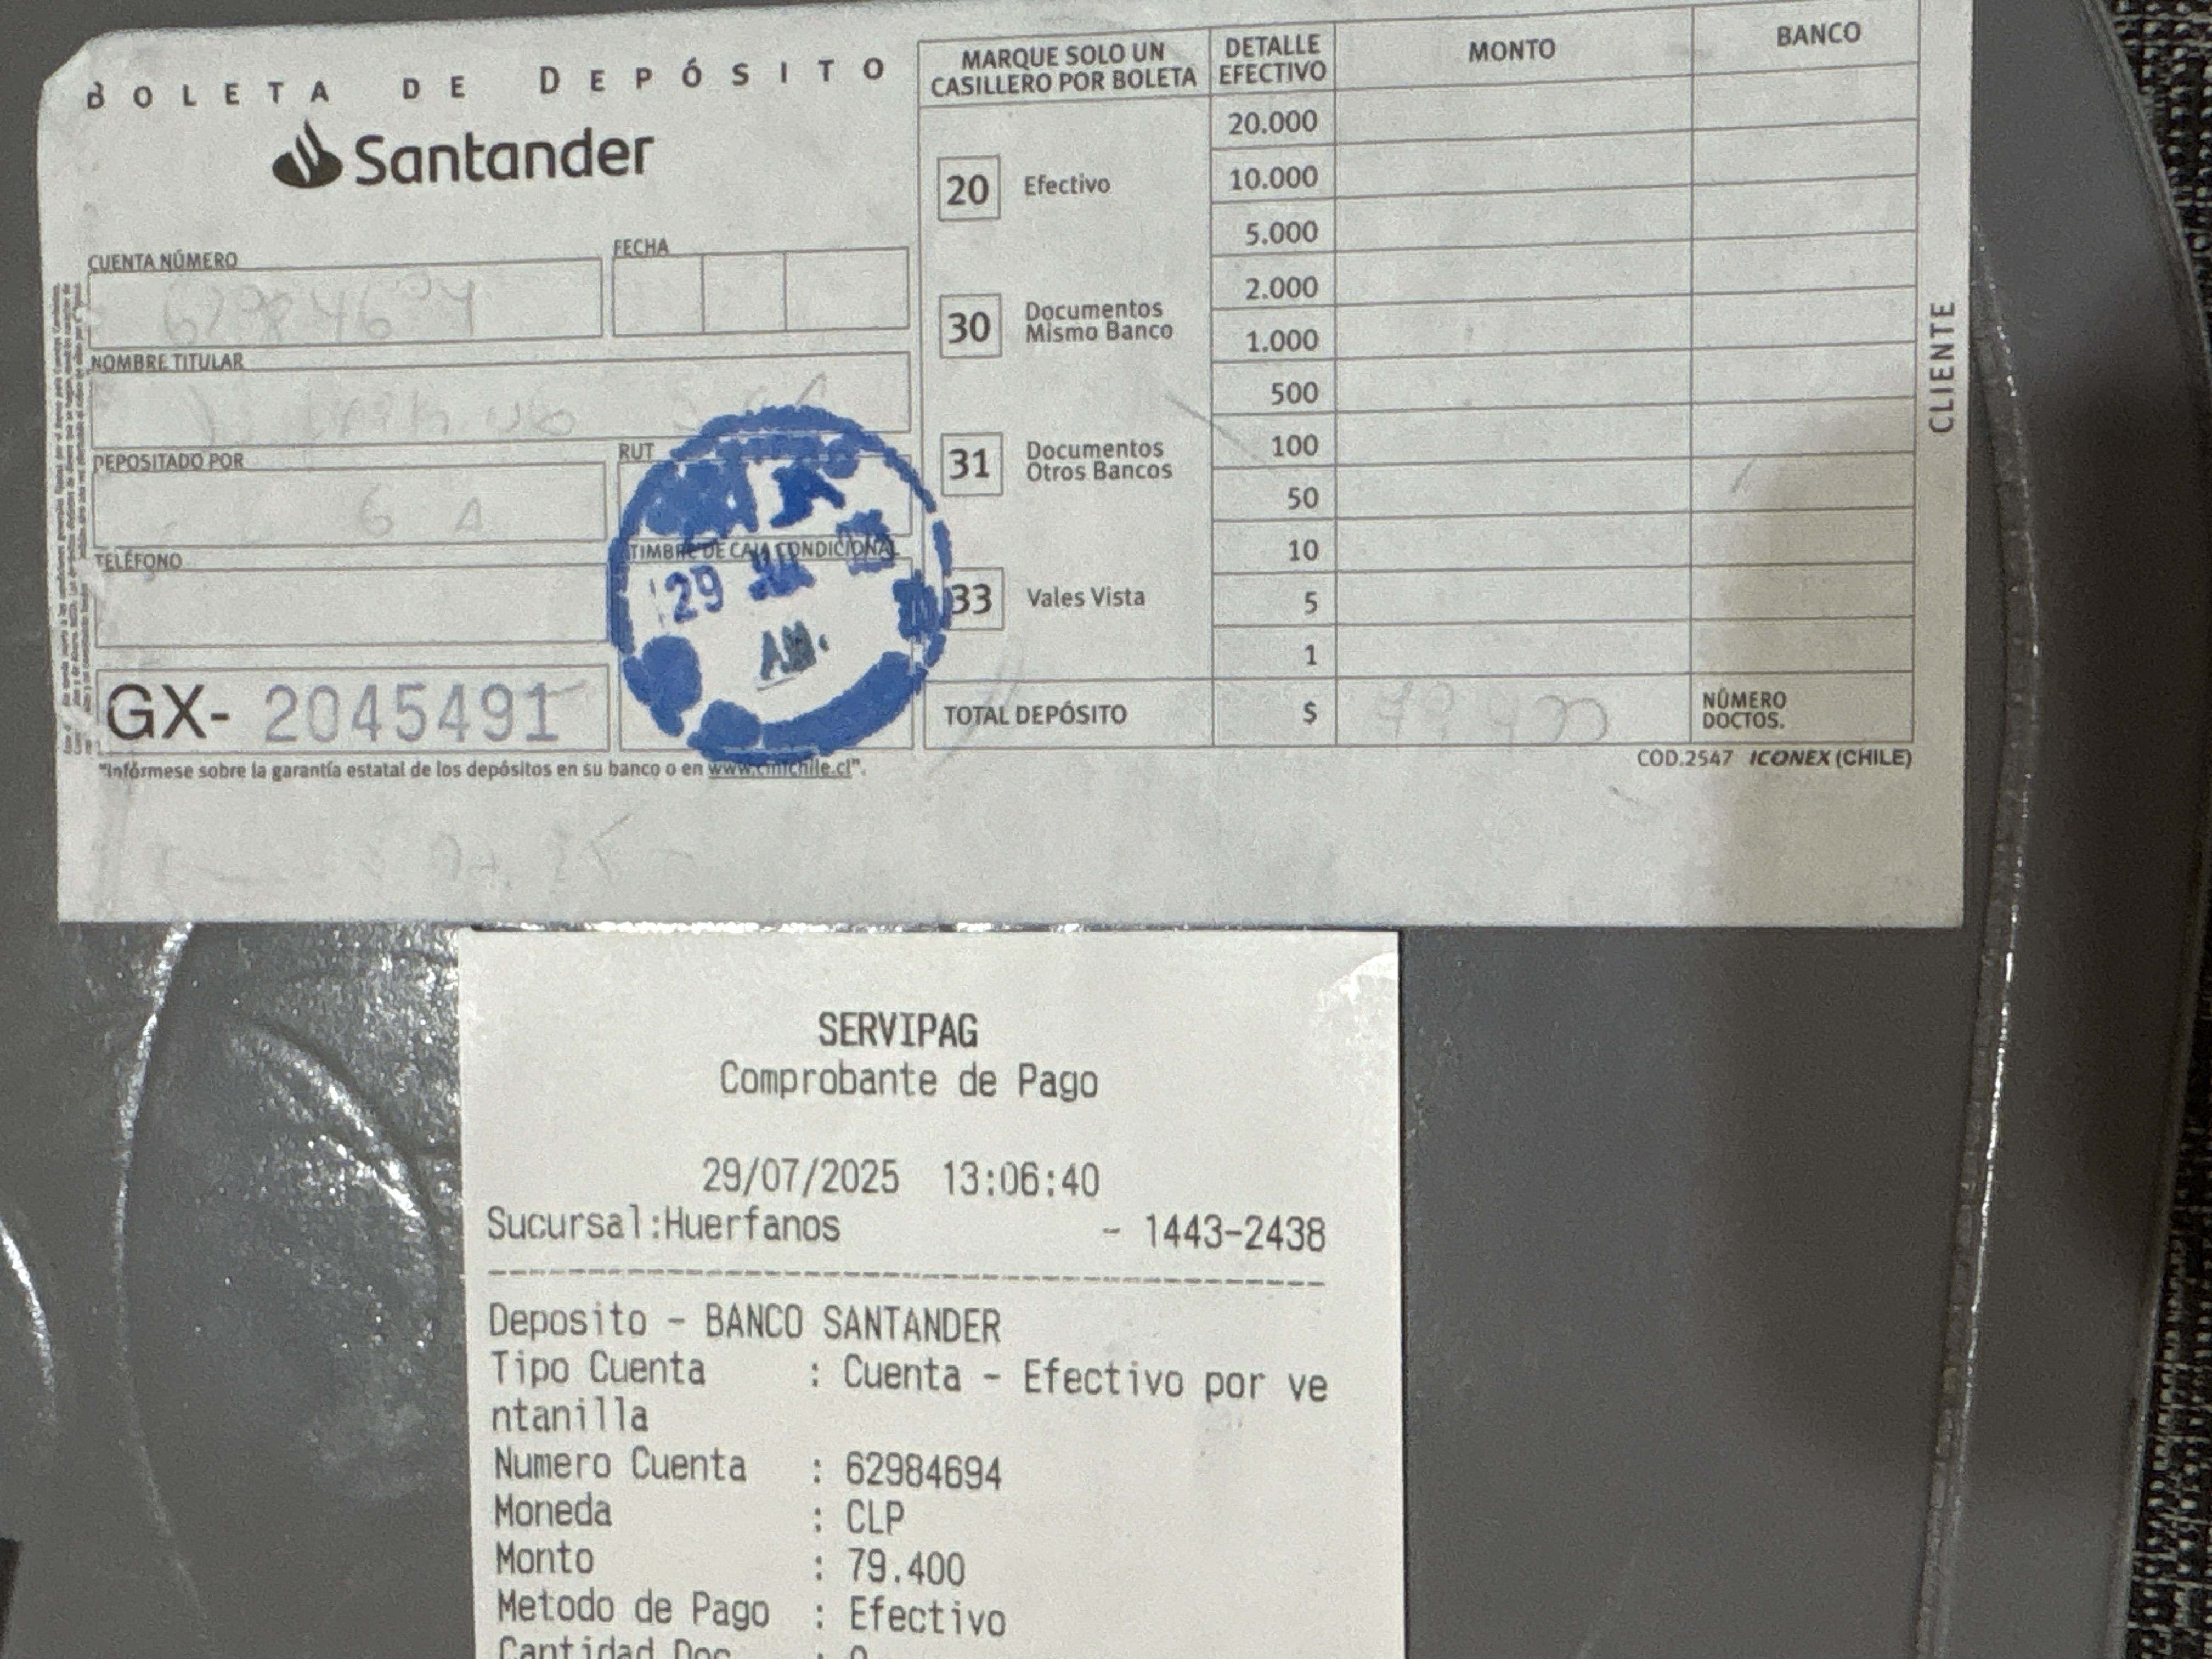 BOLETA DE DEPÓSITO
Santander
CUENTA NÚMERO
FECHA
62984694
NOMBRE TITULAR
DEPOSITADO POR
RUT
TELÉFONO
TIMBRE DE CAJA CONDICIONAL
29
GX- 2045491
"Infórmese sobre la garantía estatal de los depósitos en su banco o en www.cmfchile.cl".
MARQUE SOLO UN CASILLERO POR BOLETA
20 Efectivo
30 Documentos Mismo Banco
31 Documentos Otros Bancos
33 Vales Vista
DETALLE EFECTIVO
MONTO
BANCO
20.000
10.000
5.000
2.000
1.000
500
100
50
10
5
1
TOTAL DEPÓSITO $ 79400
NÚMERO DOCTOS.
COD.2547 ICONEX (CHILE)
CLIENTE
SERVIPAG
Comprobante de Pago
29/07/2025 13:06:40
Sucursal:Huerfanos - 1443-2438
Deposito - BANCO SANTANDER
Tipo Cuenta : Cuenta - Efectivo por ve
ntanilla
Numero Cuenta : 62984694
Moneda : CLP
Monto : 79.400
Metodo de Pago : Efectivo
Cantidad Doc : 0